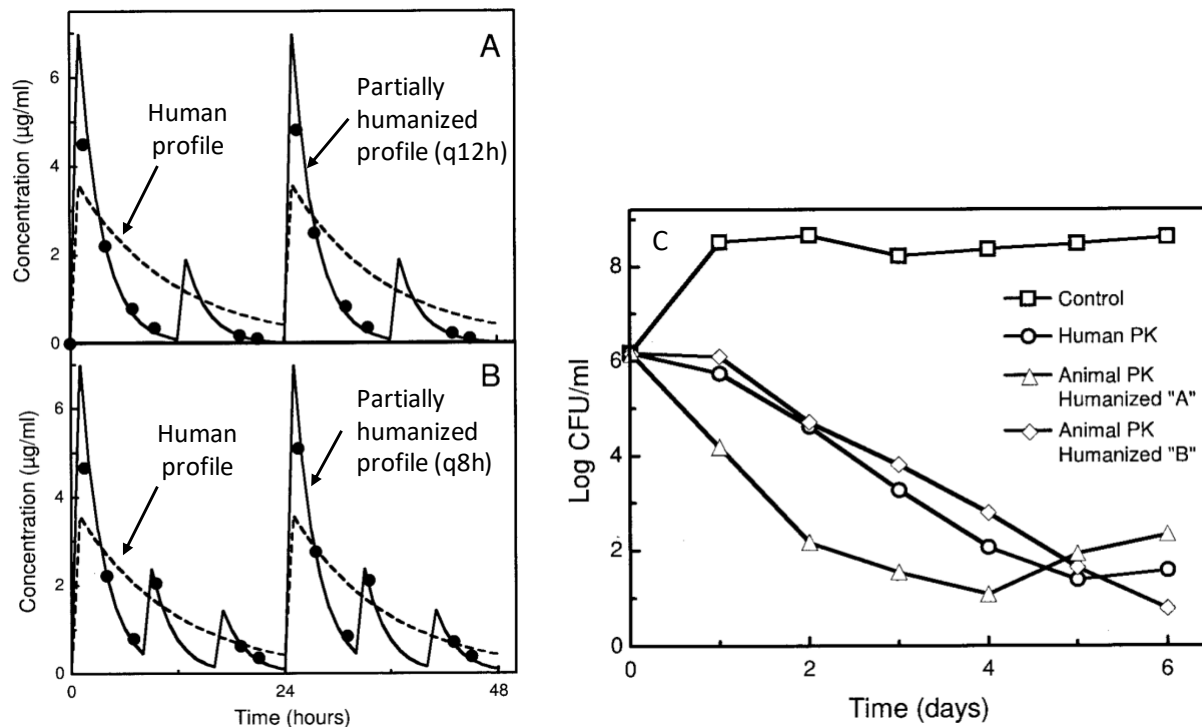 A
Concentration (µg/ml)
6
4
2
0
Human
profile
Partially
humanized
profile (q12h)
B
Concentration (µg/ml)
6
4
2
0
Human
profile
Partially
humanized
profile (q8h)
0
24
48
Time (hours)
C
Log CFU/ml
8
6
4
2
0
Control
Human PK
Animal PK
Humanized "A"
Animal PK
Humanized "B"
0
2
4
6
Time (days)